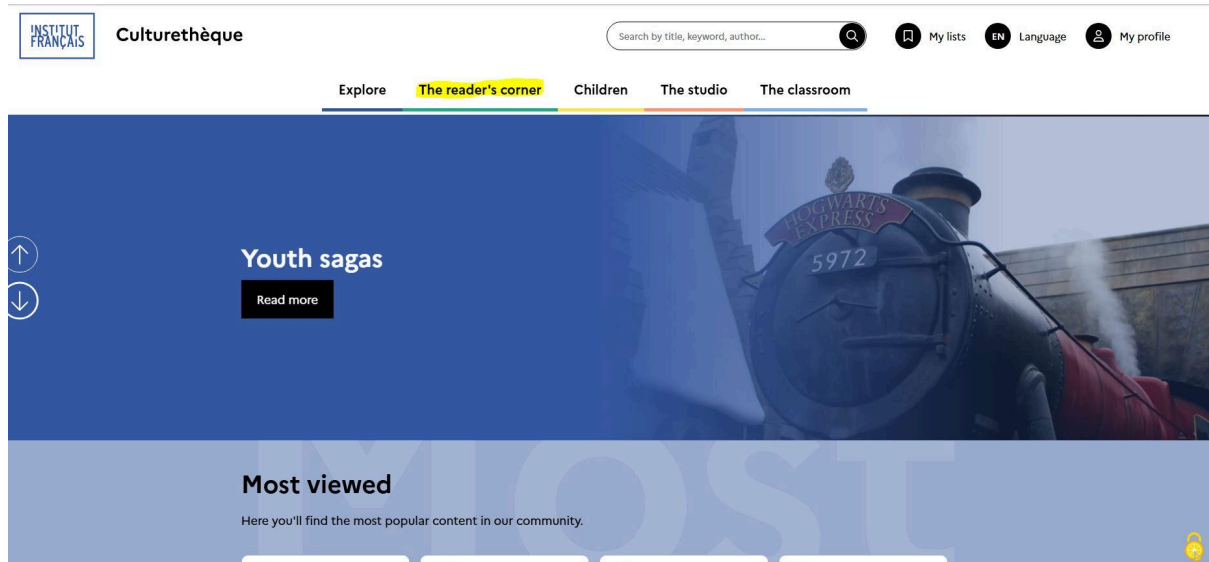 INSTITUT
FRANÇAIS
Culturethèque
Search by title, keyword, author...
My lists
EN
Language
My profile
Explore
The reader's corner
Children
The studio
The classroom
HOGWARTS
EXPRESS
5972
Youth sagas
Read more
Most
Most viewed
Here you'll find the most popular content in our community.